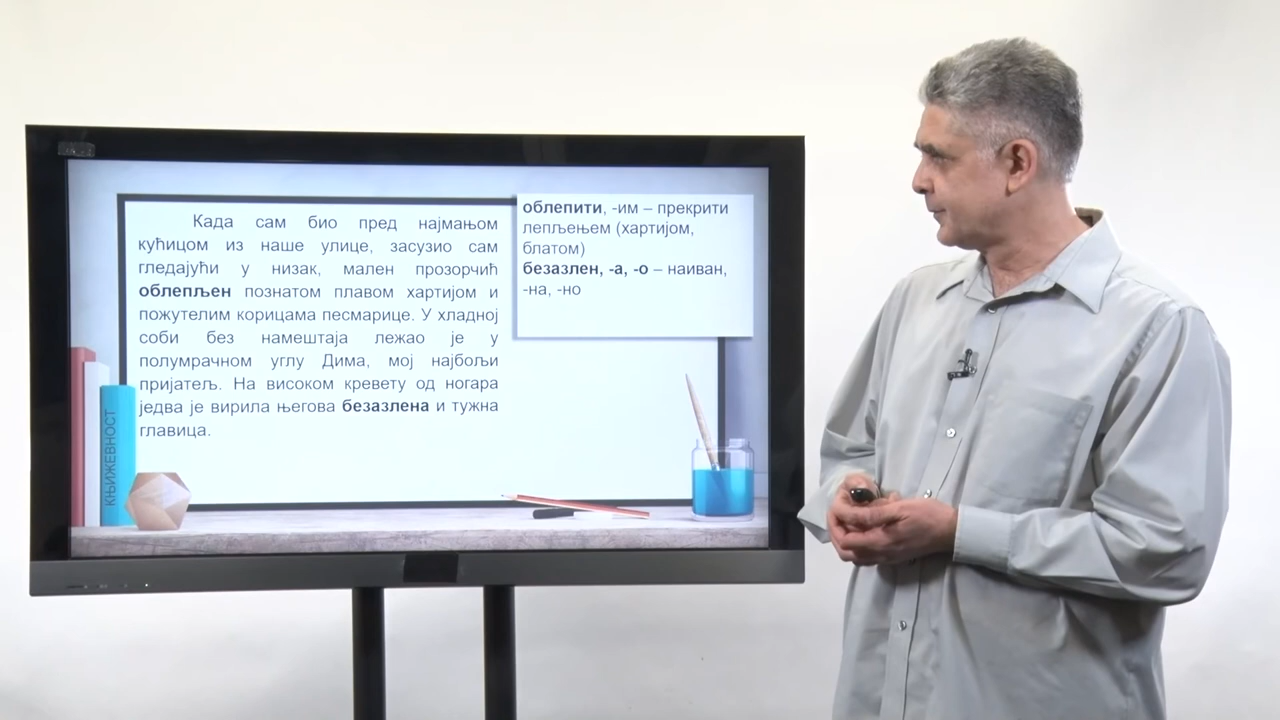 Када сам био пред најмањом
кућицом из наше улице, засузио сам
гледајући у низак, мален прозорчић
облепљен познатом плавом хартијом и
пожутелим корицама песмарице. У хладној
соби без намештаја лежао је у
полумрачном углу Дима, мој најбољи
пријатељ. На високом кревету од ногара
једва је вирила његова безазлена и тужна
главица.
облепити, -им – прекрити
лепљењем (хартијом,
блатом)
безазлен, -а, -о – наиван,
-на, -но
КЊИЖЕВНОСТ